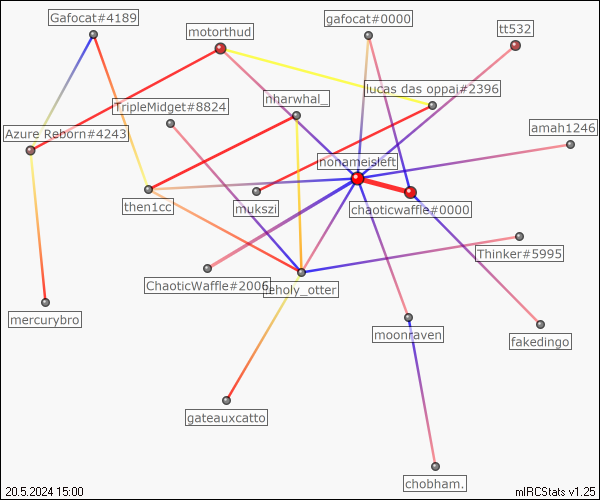 Gafocat#4189
gafocat#0000
motorthud
tt532
lucas das oppai#2396
nharwhal_
TripleMidget#8824
amah1246
Azure Reborn#4243
nonameisleft
then1cc
mukszi
chaoticwaffle#0000
Thinker#5995
ChaoticWaffle#2006
leholy_otter
mercurybro
moonraven
fakedingo
gateauxcatto
chobham.
20.5.2024 15:00
mIRCStats v1.25